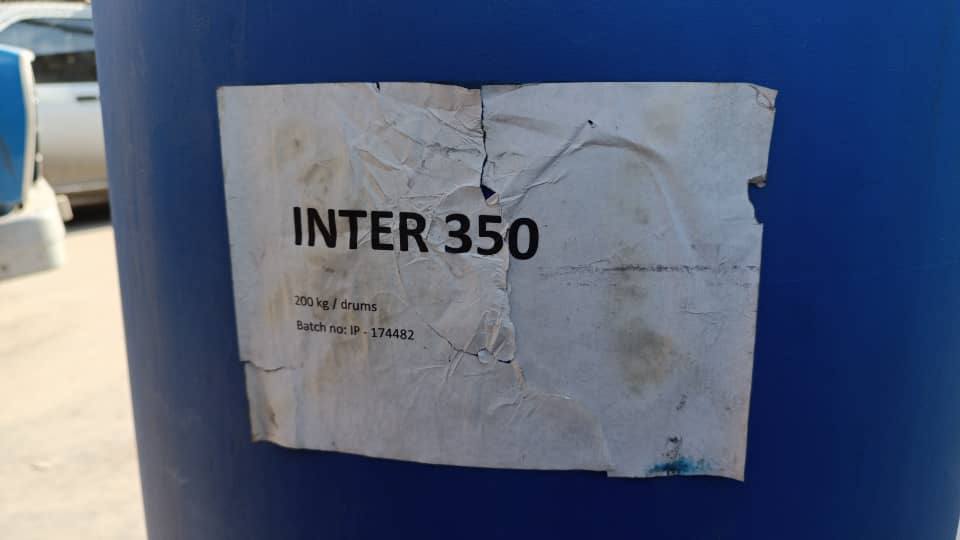 INTER 350
200 kg / drums
Batch no: IP - 174482